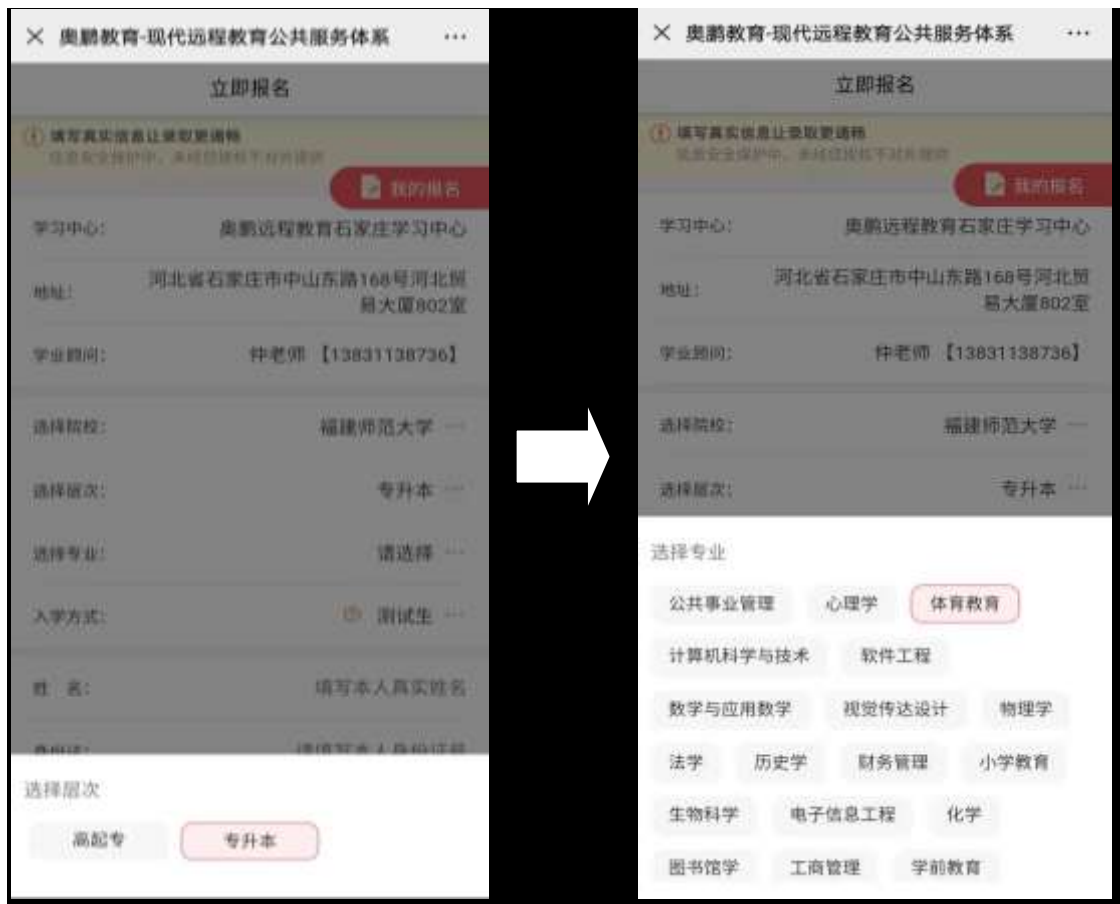 奥鹏教育-现代远程教育公共服务体系
立即报名
填写真实信息让录取更通畅
我的报名
学习中心:
奥鹏远程教育石家庄学习中心
地址:
河北省石家庄市中山东路168号河北贸
易大厦802室
学业顾问:
仲老师 【13831138736】
选择院校:
福建师范大学
选择层次:
专升本
选择专业:
请选择
入学方式:
测试生
姓 名:
填写本人真实姓名
身份证:
请填写本人身份证号
选择层次
高起专
专升本
奥鹏教育-现代远程教育公共服务体系
立即报名
填写真实信息让录取更通畅
我的报名
学习中心:
奥鹏远程教育石家庄学习中心
地址:
河北省石家庄市中山东路168号河北贸
易大厦802室
学业顾问:
仲老师 【13831138736】
选择院校:
福建师范大学
选择层次:
专升本
选择专业
公共事业管理 心理学 体育教育
计算机科学与技术 软件工程
数学与应用数学 视觉传达设计 物理学
法学 历史学 财务管理 小学教育
生物科学 电子信息工程 化学
图书馆学 工商管理 学前教育